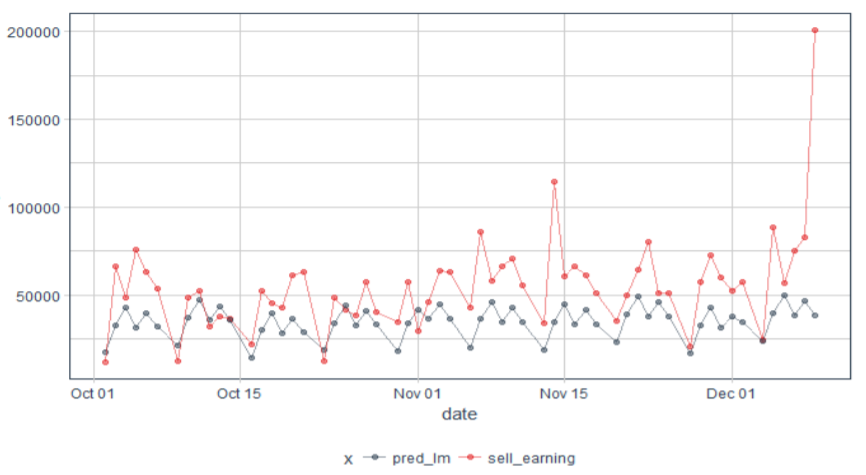 200000
150000
100000
50000
Oct 01 Oct 15 Nov 01 Nov 15 Dec 01
date
x pred_lm sell_earning